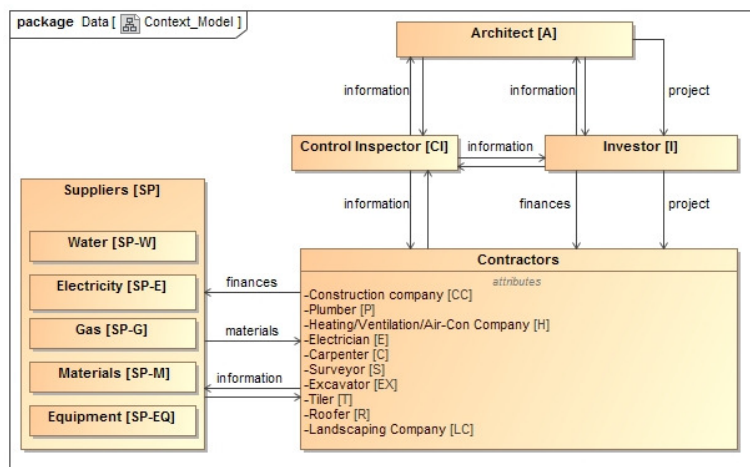 package Data [ Context_Model ]
Architect [A]
information
information
project
Control Inspector [CI]
information
Investor [I]
Suppliers [SP]
information
finances
project
Water [SP-W]
Contractors
attributes
Electricity [SP-E]
finances
-Construction company [CC]
-Plumber [P]
-Heating/Ventilation/Air-Con Company [H]
Gas [SP-G]
materials
-Electrician [E]
-Carpenter [C]
-Surveyor [S]
Materials [SP-M]
information
-Excavator [EX]
-Tiler [T]
Equipment [SP-EQ]
-Roofer [R]
-Landscaping Company [LC]